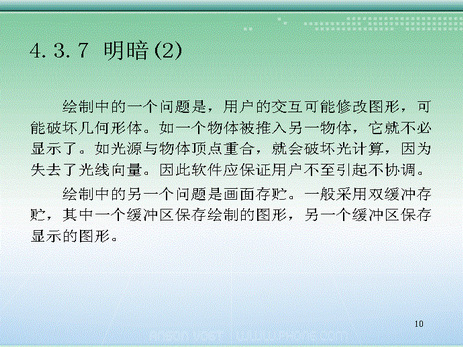 4.3.7 明暗(2)
绘制中的一个问题是，用户的交互可能修改图形，可
能破坏几何形体。如一个物体被推入另一物体，它就不必
显示了。如光源与物体顶点重合，就会破坏光计算，因为
失去了光线向量。因此软件应保证用户不至引起不协调。
绘制中的另一个问题是画面存贮。一般采用双缓冲存
贮，其中一个缓冲区保存绘制的图形，另一个缓冲区保存
显示的图形。
10